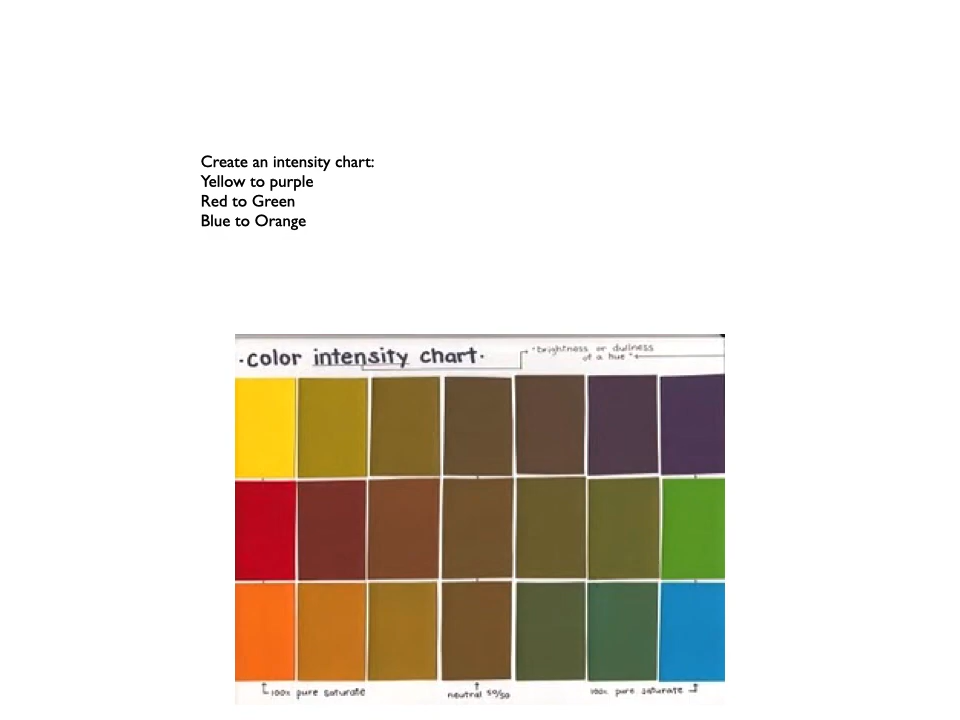 Create an intensity chart:
Yellow to purple
Red to Green
Blue to Orange
·color intensity chart·
"brightness or dullness
of a hue"
100% pure saturate
neutral 50/50
100% pure saturate